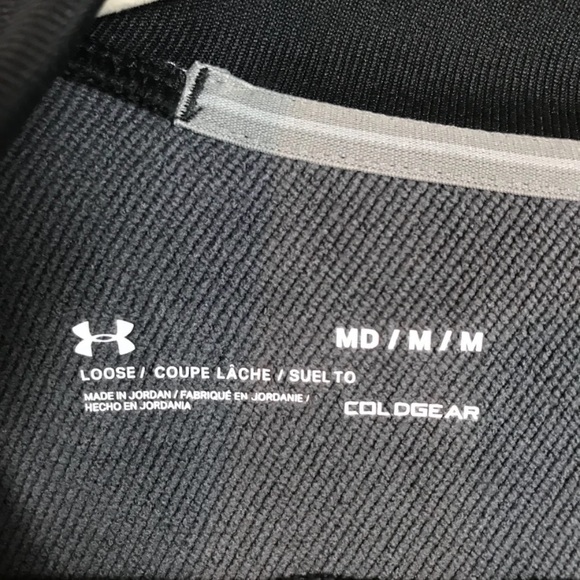 MD / M / M
LOOSE / COUPE LÂCHE / SUELTO
MADE IN JORDAN / FABRIQUÉ EN JORDANIE /
HECHO EN JORDANIA
COLDGEAR